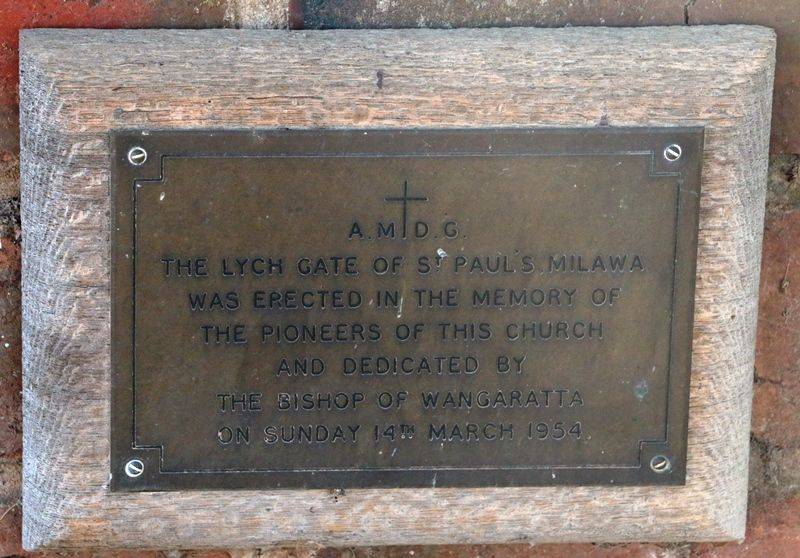 A.M.D.G.
THE LYCH GATE OF ST PAUL'S, MILAWA
WAS ERECTED IN THE MEMORY OF
THE PIONEERS OF THIS CHURCH
AND DEDICATED BY
THE BISHOP OF WANGARATTA
ON SUNDAY 14TH MARCH 1954